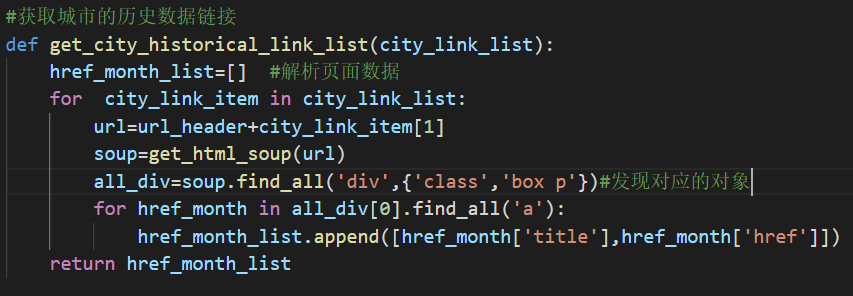 #获取城市的历史数据链接
def get_city_historical_link_list(city_link_list):
    href_month_list=[]  #解析页面数据
    for  city_link_item in city_link_list:
        url=url_header+city_link_item[1]
        soup=get_html_soup(url)
        all_div=soup.find_all('div',{'class','box p'})#发现对应的对象
        for href_month in all_div[0].find_all('a'):
            href_month_list.append([href_month['title'],href_month['href']])
    return href_month_list